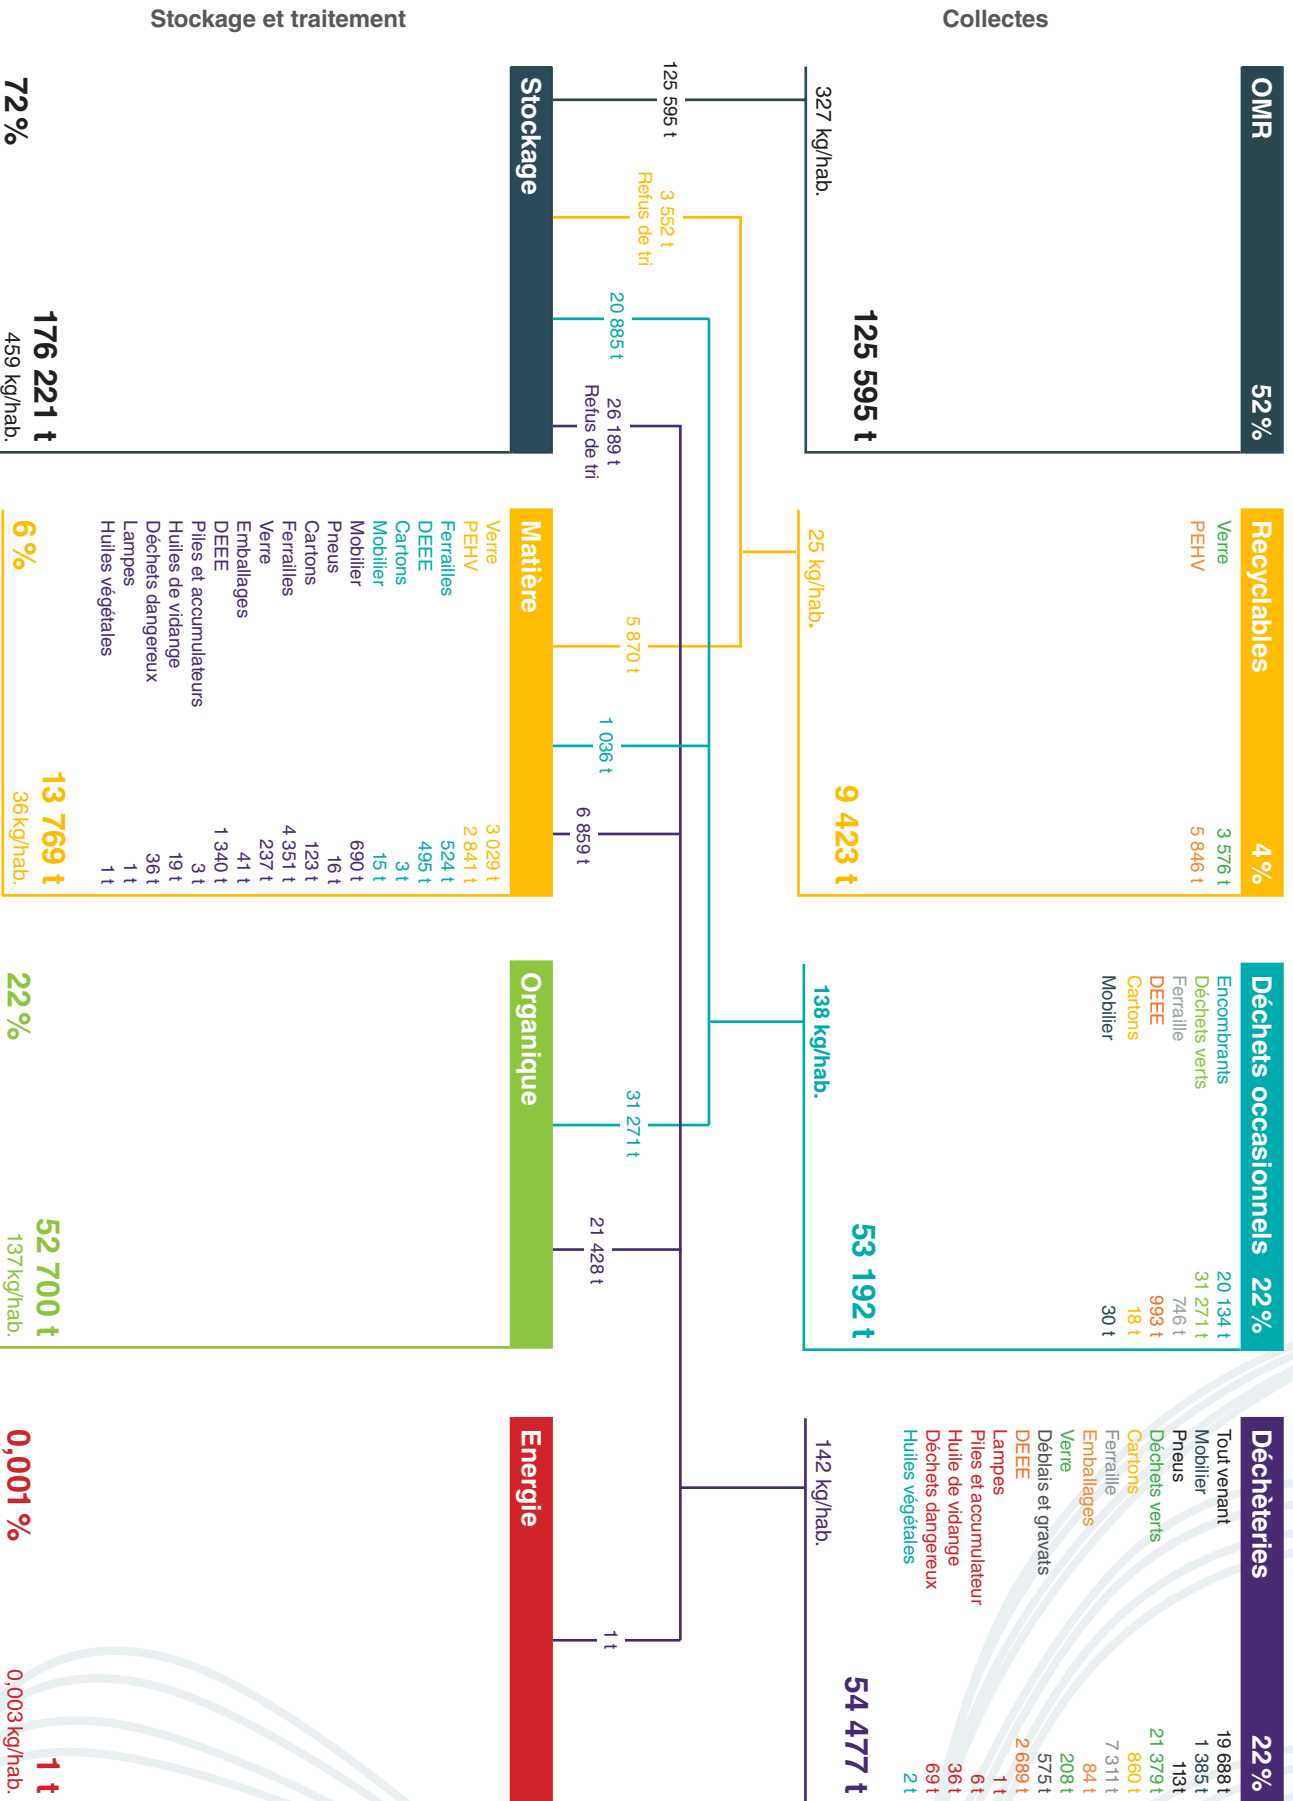 Collectes
OMR 52 %
125 595 t
327 kg/hab.
Recyclables 4 %
Verre 3 576 t
PEHV 5 846 t
9 423 t
25 kg/hab.
Déchets occasionnels 22 %
Encombrants 20 134 t
Déchets verts 31 271 t
Ferraille 746 t
DEEE 993 t
Cartons 18 t
Mobilier 30 t
53 192 t
138 kg/hab.
Déchèteries 22 %
Tout venant 19 688 t
Mobilier 1 385 t
Pneus 113t
Déchets verts 21 379 t
Cartons 860 t
Ferraille 7 311 t
Emballages 84 t
Verre 208 t
Déblais et gravats 575 t
DEEE 2 689 t
Lampes 1 t
Piles et accumulateur 6 t
Huile de vidange 36 t
Déchets dangereux 69 t
Huiles végétales 2 t
54 477 t
142 kg/hab.
125 595 t
3 552 t
Refus de tri
20 885 t
26 189 t
Refus de tri
5 870 t
1 036 t
6 859 t
31 271 t
21 428 t
1 t
Stockage et traitement
Stockage
176 221 t
72 % 459 kg/hab.
Matière
Verre 3 029 t
PEHV 2 841 t
Ferrailles 524 t
DEEE 495 t
Cartons 3 t
Mobilier 15 t
Mobilier 690 t
Pneus 16 t
Cartons 123 t
Ferrailles 4 351 t
Verre 237 t
Emballages 41 t
DEEE 1 340 t
Piles et accumulateurs 3 t
Huiles de vidange 19 t
Déchets dangereux 36 t
Lampes 1 t
Huiles végétales 1 t
13 769 t
6 % 36 kg/hab.
Organique
52 700 t
22 % 137 kg/hab.
Energie
1 t
0,001 % 0,003 kg/hab.